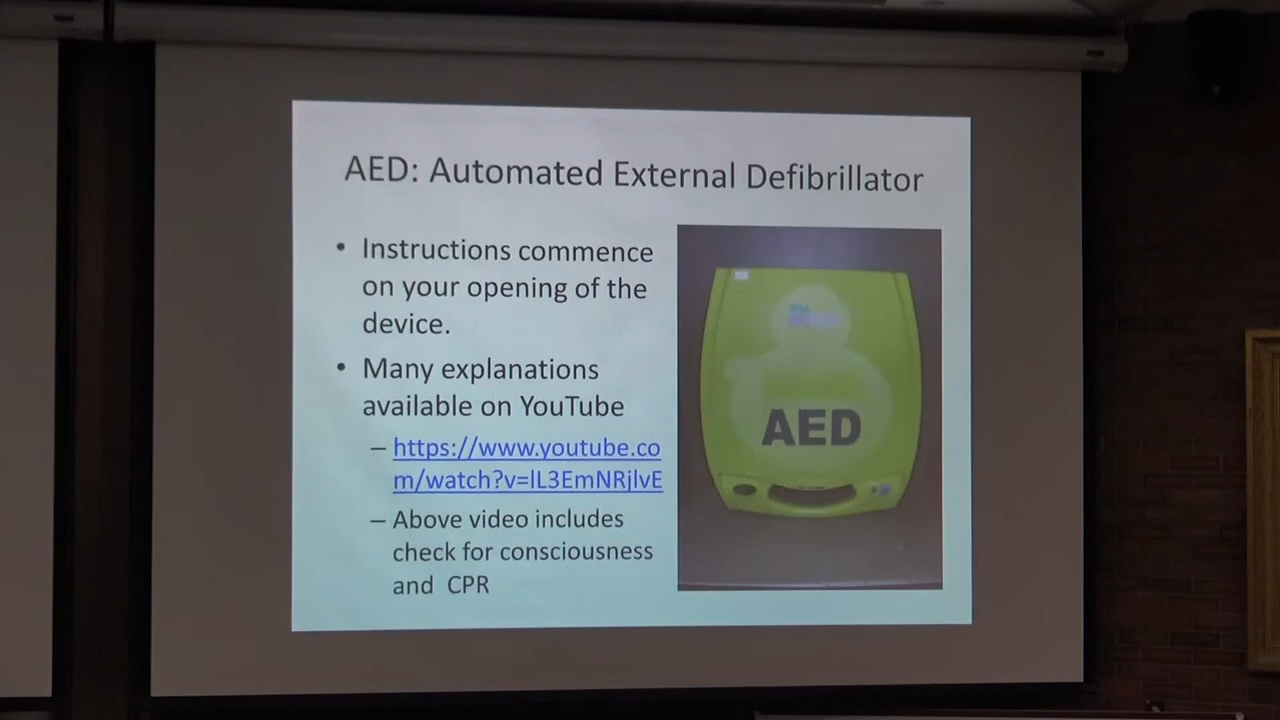 AED: Automated External Defibrillator
• Instructions commence
on your opening of the
device.
• Many explanations
available on YouTube
– https://www.youtube.co
m/watch?v=lL3EmNRjlvE
– Above video includes
check for consciousness
and CPR
AED